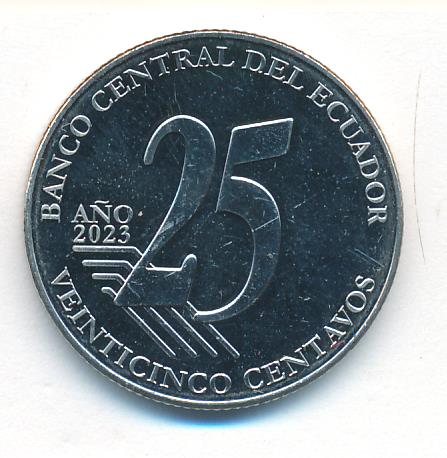 BANCO CENTRAL DEL ECUADOR
25
AÑO
2023
VEINTICINCO CENTAVOS